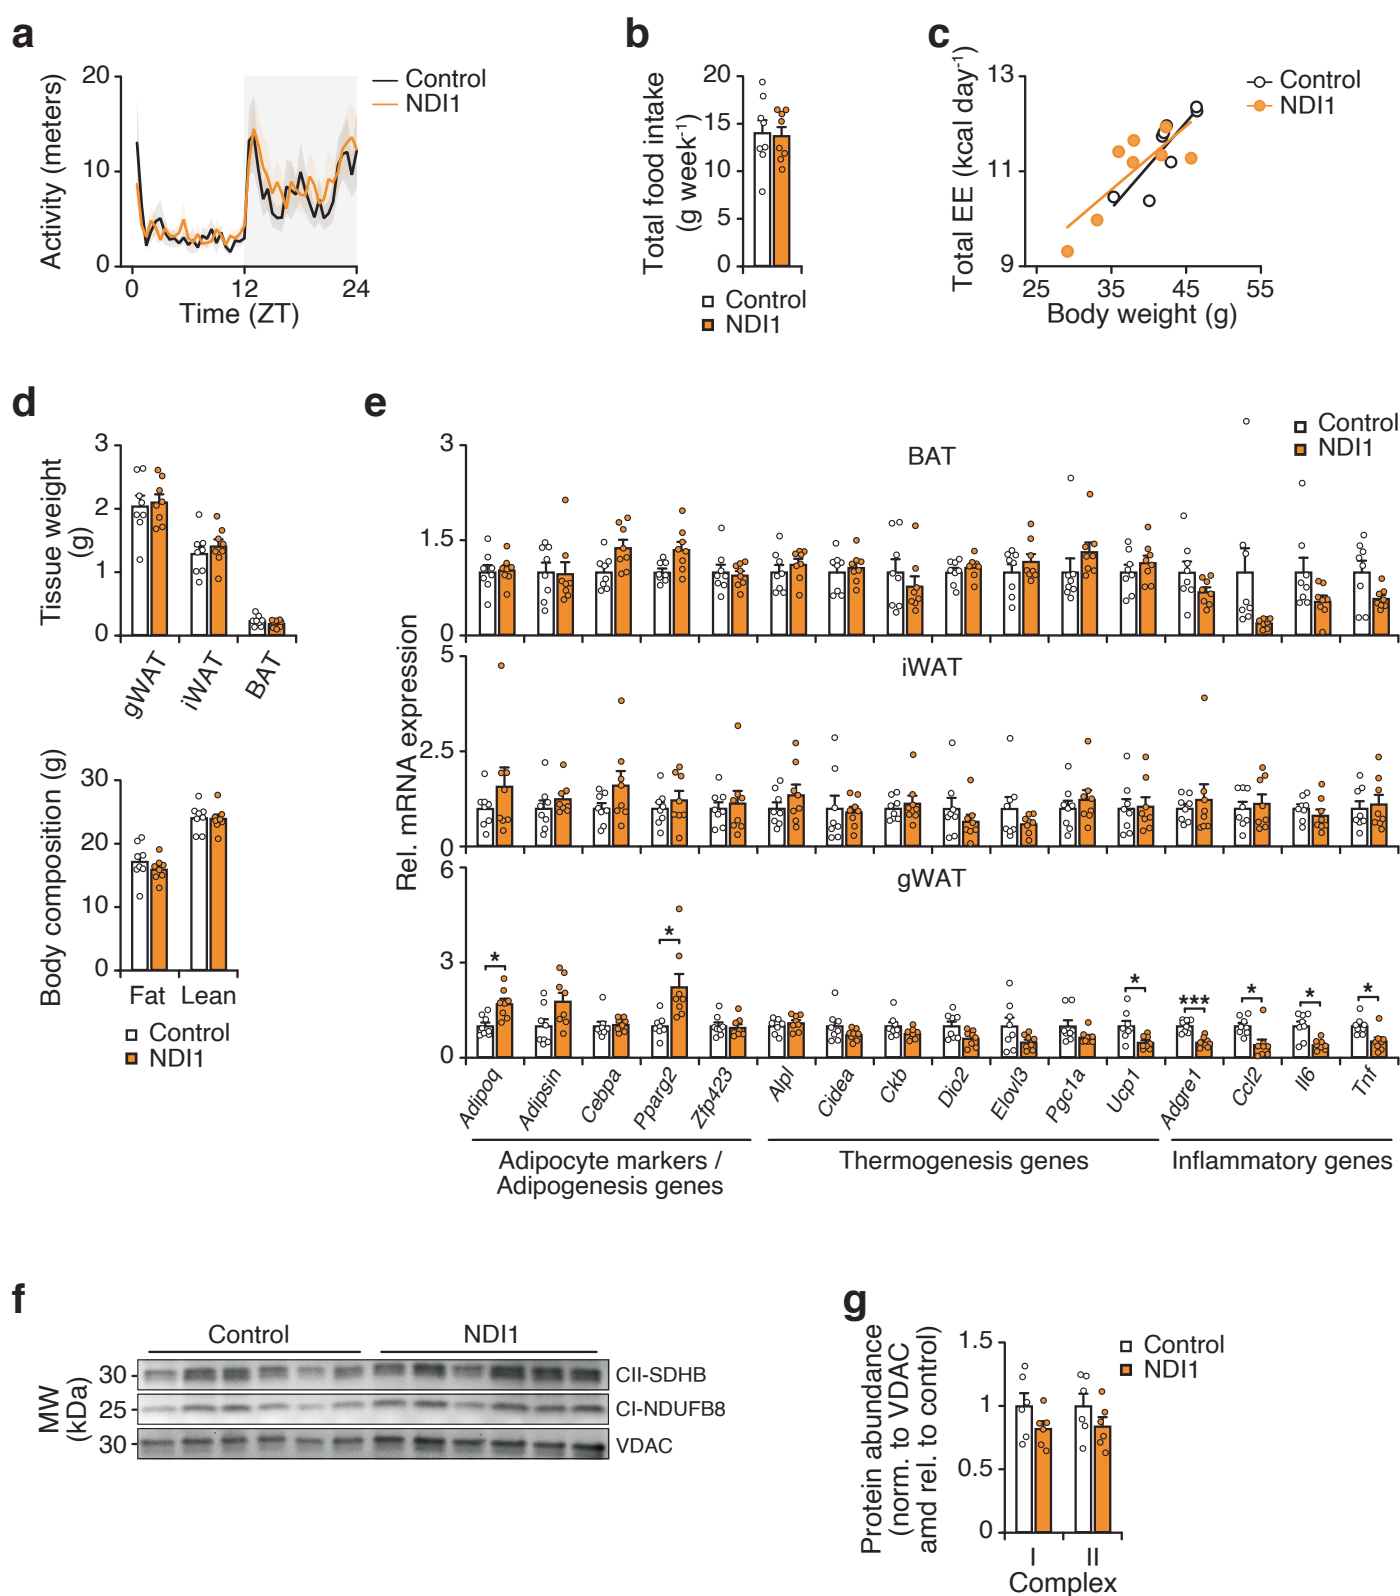 a
Activity (meters)
20
10
0
0
12
24
Time (ZT)
Control
NDI1
b
Total food intake
(g week⁻¹)
20
15
10
5
0
Control
NDI1
c
Total EE (kcal day⁻¹)
13
11
9
25
35
45
55
Body weight (g)
Control
NDI1
d
Tissue weight
(g)
3
2
1
0
gWAT
iWAT
BAT
Body composition (g)
30
20
10
0
Fat
Lean
Control
NDI1
e
Rel. mRNA expression
Control
NDI1
BAT
3
1.5
0
iWAT
5
2.5
0
gWAT
6
3
0
*
*
*
***
*
*
*
Adipoq
Adipsin
Cebpa
Pparg2
Zfp423
Alpl
Cidea
Ckb
Dio2
Elovl3
Pgc1a
Ucp1
Adgre1
Ccl2
Il6
Tnf
Adipocyte markers /
Adipogenesis genes
Thermogenesis genes
Inflammatory genes
f
Control
NDI1
MW
(kDa)
30
CII-SDHB
25
CI-NDUFB8
30
VDAC
g
Protein abundance
(norm. to VDAC
amd rel. to control)
1.5
1
0.5
0
I
II
Complex
Control
NDI1